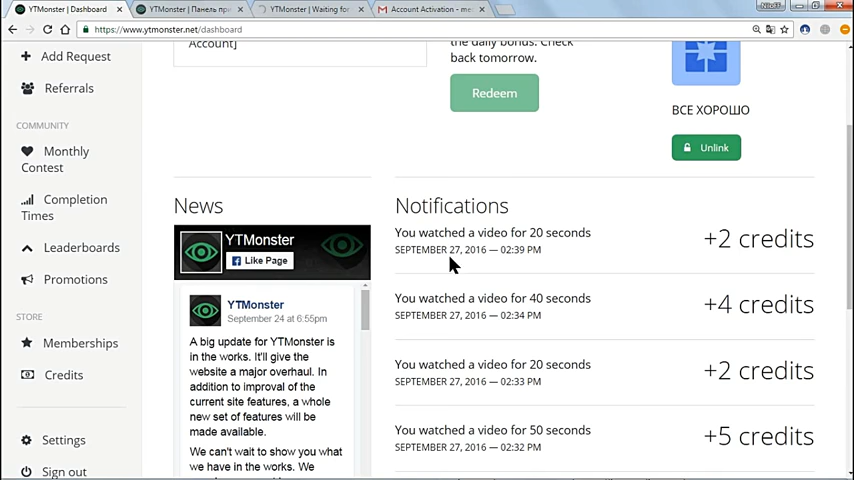 YTMonster | Dashboard
YTMonster | Панель при
YTMonster | Waiting for
Account Activation - me
https://www.ytmonster.net/dashboard
Add Request
Referrals
COMMUNITY
Monthly
Contest
Completion
Times
Leaderboards
Promotions
STORE
Memberships
Credits
Settings
Sign out
Account]
the daily bonus. Check
back tomorrow.
Redeem
ВСЕ ХОРОШО
Unlink
News
YTMonster
Like Page
YTMonster
September 24 at 6:55pm
A big update for YTMonster is
in the works. It'll give the
website a major overhaul. In
addition to improval of the
current site features, a whole
new set of features will be
made available.
We can't wait to show you what
we have in the works. We
Notifications
You watched a video for 20 seconds
SEPTEMBER 27, 2016 — 02:39 PM
+2 credits
You watched a video for 40 seconds
SEPTEMBER 27, 2016 — 02:34 PM
+4 credits
You watched a video for 20 seconds
SEPTEMBER 27, 2016 — 02:33 PM
+2 credits
You watched a video for 50 seconds
SEPTEMBER 27, 2016 — 02:32 PM
+5 credits